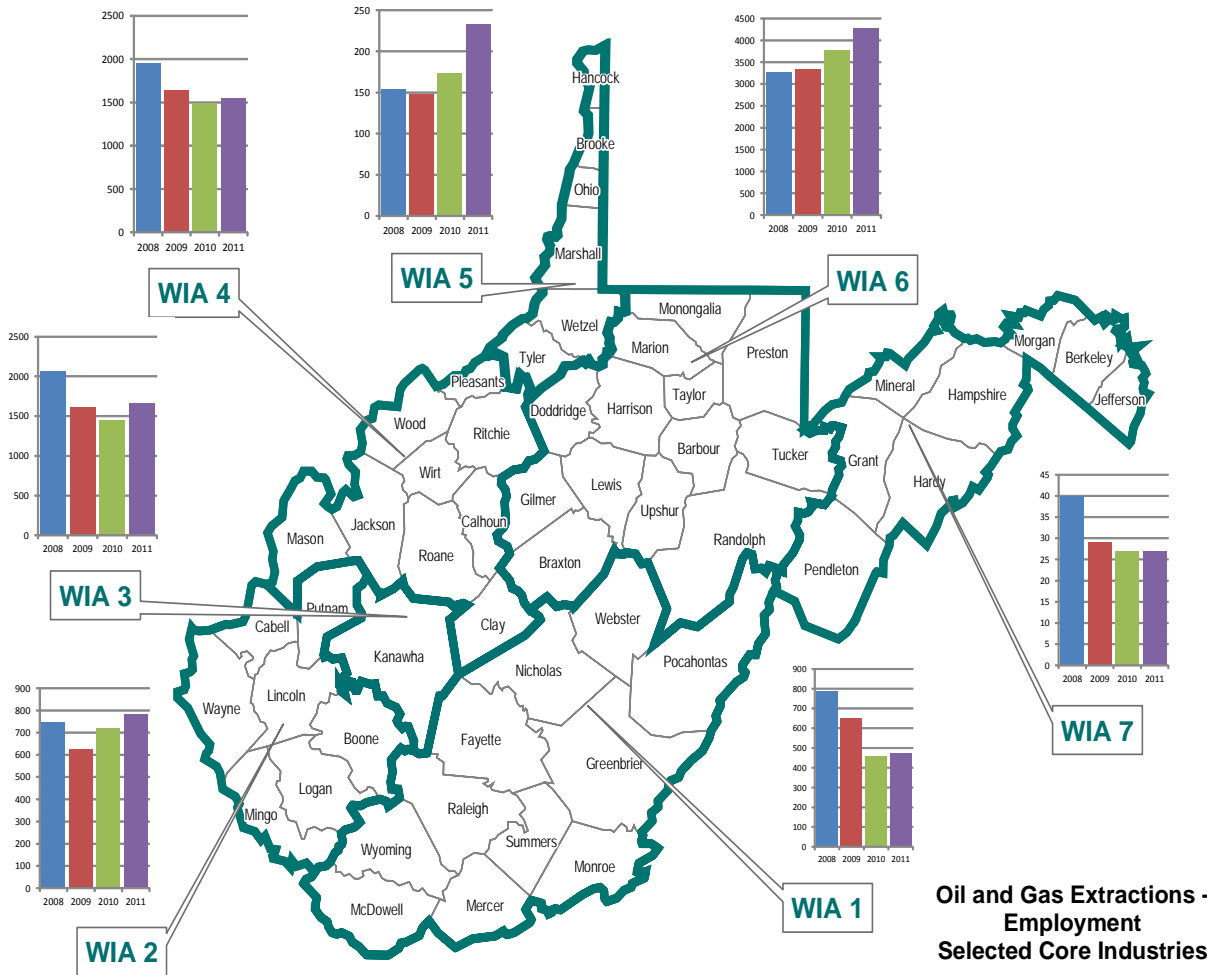 2500
2000
1500
1000
500
0
2008 2009 2010 2011
WIA 4
250
200
150
100
50
0
2008 2009 2010 2011
WIA 5
4500
4000
3500
3000
2500
2000
1500
1000
500
0
2008 2009 2010 2011
WIA 6
2500
2000
1500
1000
500
0
2008 2009 2010 2011
WIA 3
900
800
700
600
500
400
300
200
100
0
2008 2009 2010 2011
WIA 2
45
40
35
30
25
20
15
10
5
0
2008 2009 2010 2011
WIA 7
900
800
700
600
500
400
300
200
100
0
2008 2009 2010 2011
WIA 1
Hancock
Brooke
Ohio
Marshall
Wetzel
Tyler
Pleasants
Wood
Ritchie
Wirt
Jackson
Calhoun
Roane
Mason
Monongalia
Marion
Preston
Doddridge
Harrison
Taylor
Barbour
Tucker
Gilmer
Lewis
Upshur
Randolph
Braxton
Morgan
Berkeley
Jefferson
Mineral
Hampshire
Grant
Hardy
Pendleton
Putnam
Cabell
Kanawha
Clay
Webster
Nicholas
Pocahontas
Wayne
Lincoln
Boone
Logan
Mingo
Fayette
Greenbrier
Raleigh
Summers
Monroe
Wyoming
McDowell
Mercer
Oil and Gas Extractions -
Employment
Selected Core Industries